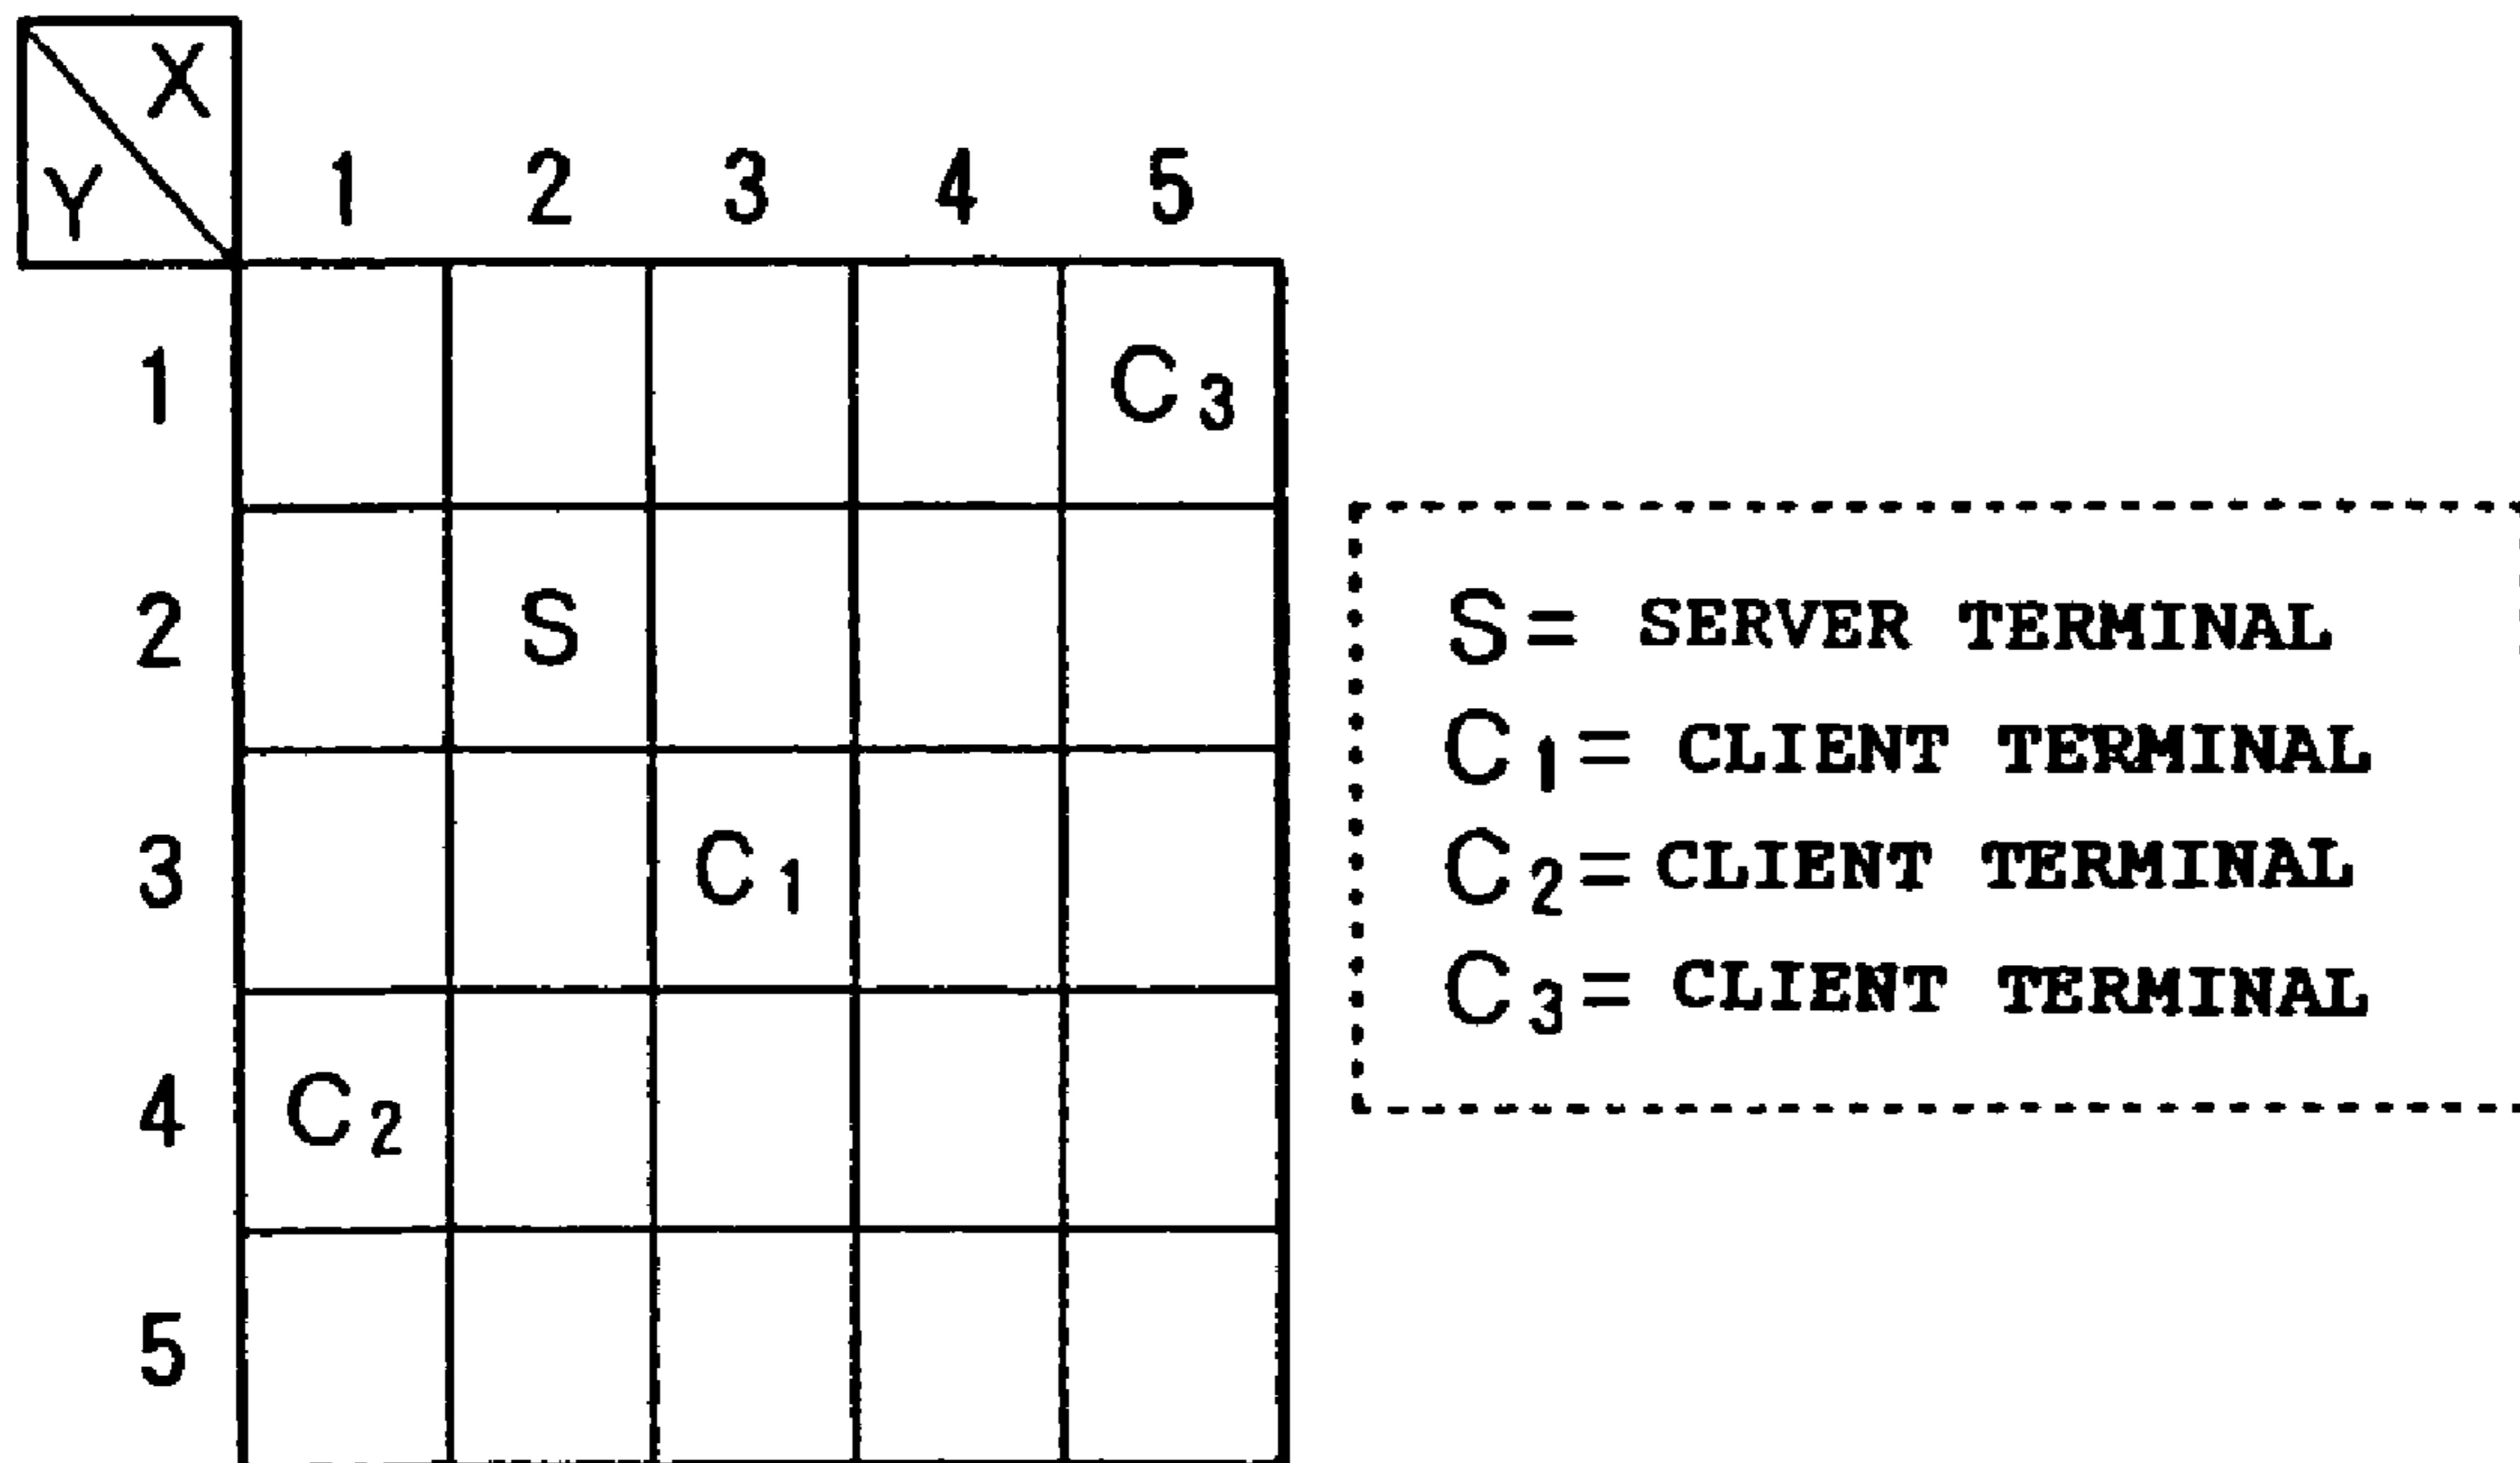 X
Y
1 2 3 4 5
1 C3
2 S
3 C1
4 C2
5
S= SERVER TERMINAL
C1= CLIENT TERMINAL
C2= CLIENT TERMINAL
C3= CLIENT TERMINAL